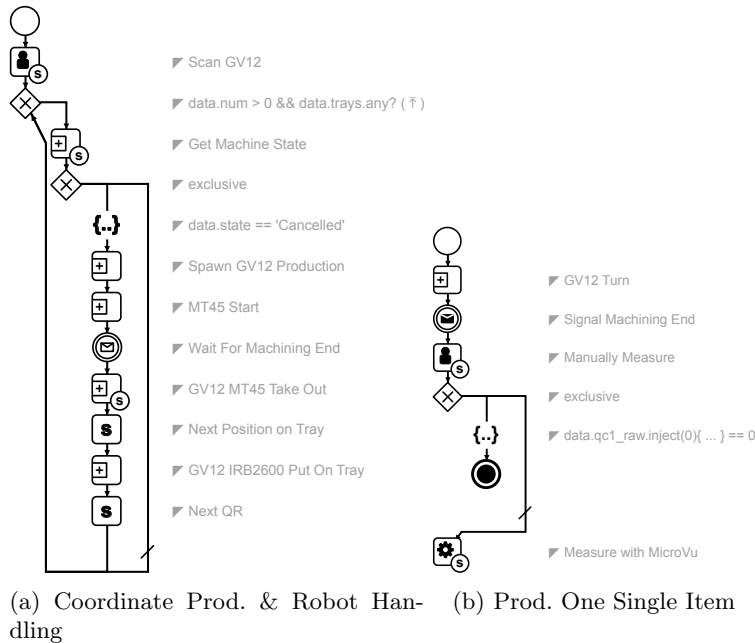 Scan GV12
data.num > 0 && data.trays.any? ( ⤒ )
Get Machine State
exclusive
data.state == 'Cancelled'
Spawn GV12 Production
MT45 Start
Wait For Machining End
GV12 MT45 Take Out
Next Position on Tray
GV12 IRB2600 Put On Tray
Next QR
S
S
{..}
S
S
S
(a) Coordinate Prod. & Robot Han-
dling
GV12 Turn
Signal Machining End
Manually Measure
exclusive
data.qc1_raw.inject(0){ ... } == 0
Measure with MicroVu
S
{..}
S
(b) Prod. One Single Item